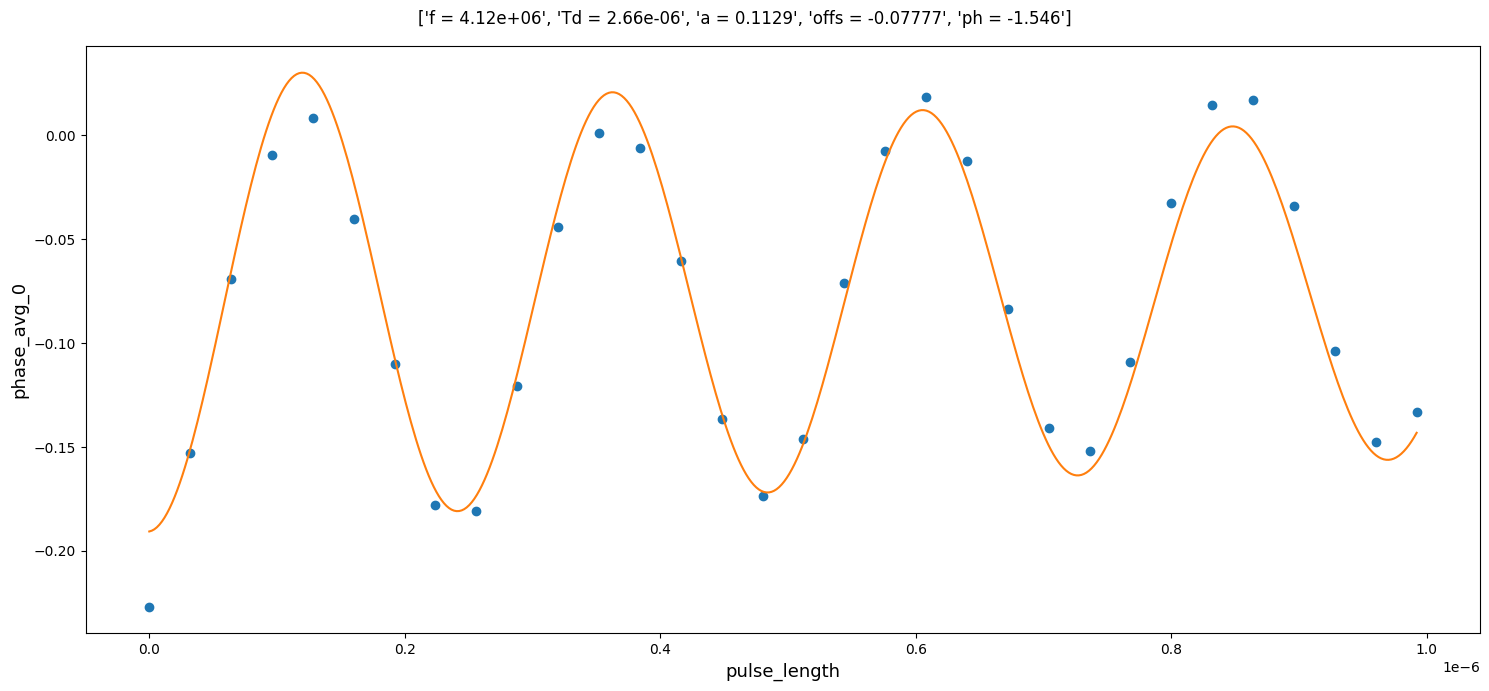 ['f = 4.12e+06', 'Td = 2.66e-06', 'a = 0.1129', 'offs = -0.07777', 'ph = -1.546']
phase_avg_0
0.00
−0.05
−0.10
−0.15
−0.20
0.0 0.2 0.4 0.6 0.8 1.0
1e−6
pulse_length